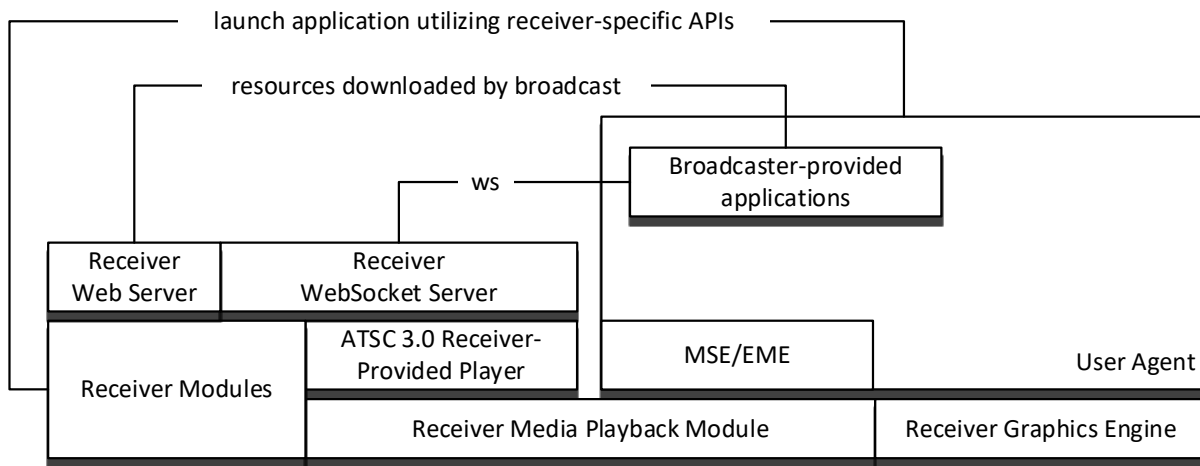 launch application utilizing receiver-specific APIs
resources downloaded by broadcast
Broadcaster-provided
applications
ws
Receiver
Web Server
Receiver
WebSocket Server
ATSC 3.0 Receiver-
Provided Player
MSE/EME
User Agent
Receiver Modules
Receiver Media Playback Module
Receiver Graphics Engine